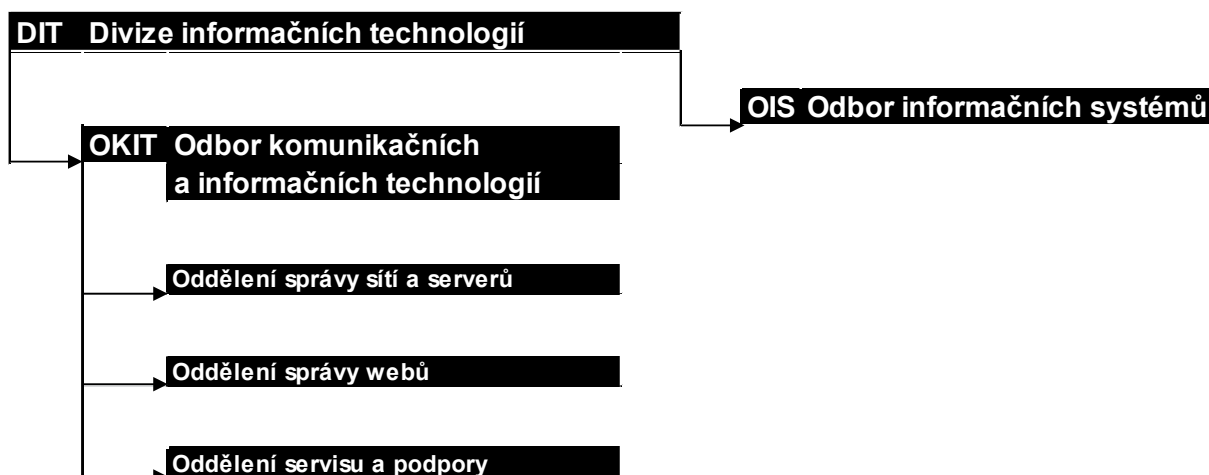 DIT Divize informačních technologií
OIS Odbor informačních systémů
OKIT Odbor komunikačních
a informačních technologií
Oddělení správy sítí a serverů
Oddělení správy webů
Oddělení servisu a podpory